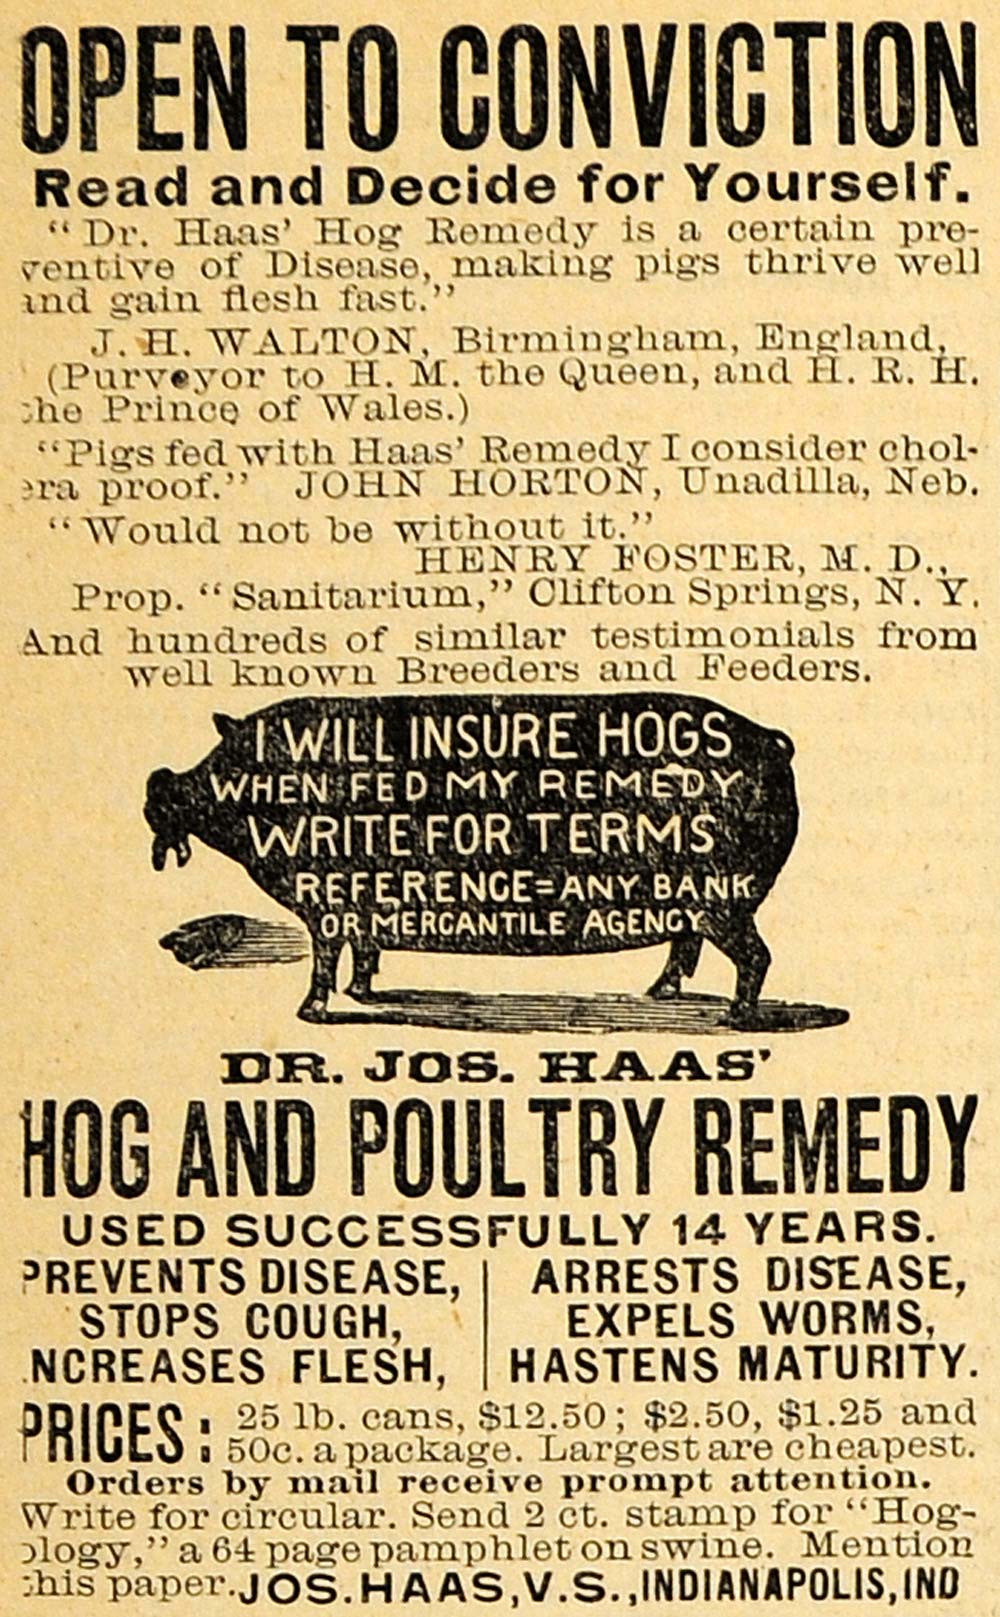 OPEN TO CONVICTION
Read and Decide for Yourself.
"Dr. Haas' Hog Remedy is a certain pre-
ventive of Disease, making pigs thrive well
and gain flesh fast."
J. H. WALTON, Birmingham, England,
(Purveyor to H. M. the Queen, and H. R. H.
the Prince of Wales.)
"Pigs fed with Haas' Remedy I consider chol-
era proof." JOHN HORTON, Unadilla, Neb.
"Would not be without it."
HENRY FOSTER, M. D.,
Prop. "Sanitarium," Clifton Springs, N. Y.
And hundreds of similar testimonials from
well known Breeders and Feeders.
I WILL INSURE HOGS
WHEN FED MY REMEDY
WRITE FOR TERMS
REFERENCE=ANY BANK
OR MERCANTILE AGENCY
DR. JOS. HAAS'
HOG AND POULTRY REMEDY
USED SUCCESSFULLY 14 YEARS.
PREVENTS DISEASE, | ARRESTS DISEASE,
STOPS COUGH, | EXPELS WORMS,
INCREASES FLESH, | HASTENS MATURITY.
PRICES: 25 lb. cans, $12.50; $2.50, $1.25 and
50c. a package. Largest are cheapest.
Orders by mail receive prompt attention.
Write for circular. Send 2 ct. stamp for "Hog-
ology," a 64 page pamphlet on swine. Mention
this paper. JOS. HAAS, V.S., INDIANAPOLIS, IND